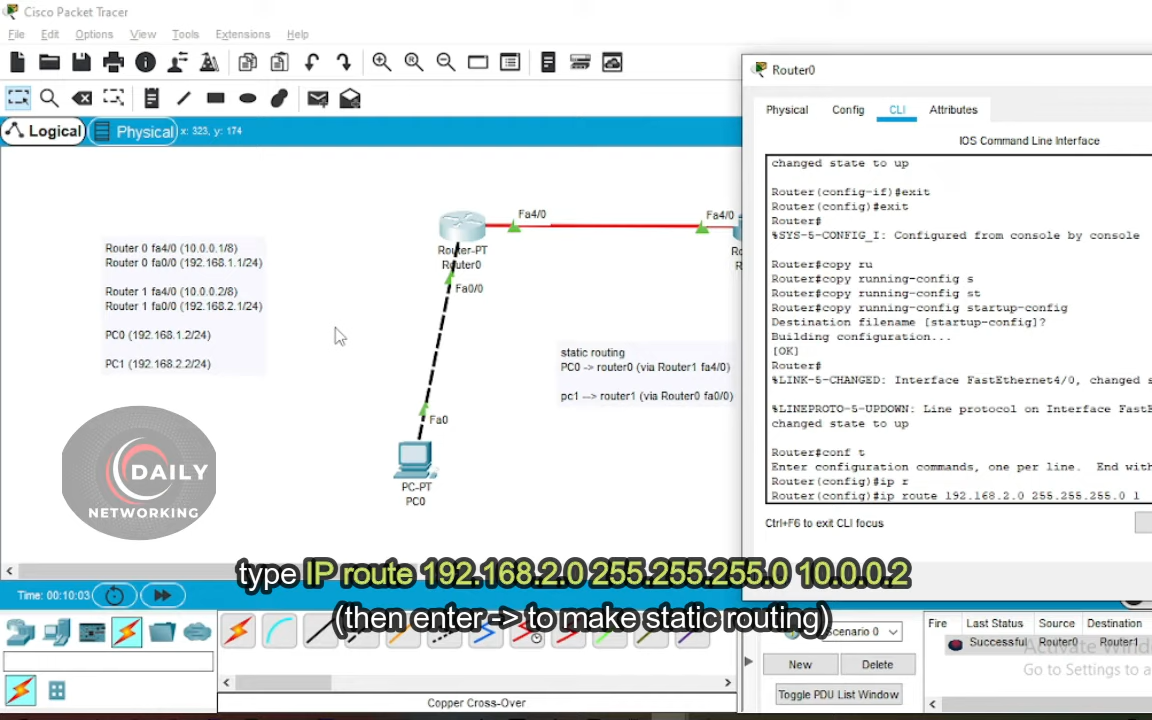 Cisco Packet Tracer
File Edit Options View Tools Extensions Help
Logical Physical x: 323, y: 174
Router 0 fa4/0 (10.0.0.1/8)
Router 0 fa0/0 (192.168.1.1/24)
Router 1 fa4/0 (10.0.0.2/8)
Router 1 fa0/0 (192.168.2.1/24)
PC0 (192.168.1.2/24)
PC1 (192.168.2.2/24)
Fa4/0
Fa4/0
Router-PT
Router0
Fa0/0
static routing
PC0 -> router0 (via Router1 fa4/0)
pc1 --> router1 (via Router0 fa0/0)
Fa0
PC-PT
PC0
DAILY
NETWORKING
Router0
Physical Config CLI Attributes
IOS Command Line Interface
changed state to up
Router(config-if)#exit
Router(config)#exit
Router#
%SYS-5-CONFIG_I: Configured from console by console
Router#copy ru
Router#copy running-config s
Router#copy running-config st
Router#copy running-config startup-config
Destination filename [startup-config]?
Building configuration...
[OK]
Router#
%LINK-5-CHANGED: Interface FastEthernet4/0, changed s
%LINEPROTO-5-UPDOWN: Line protocol on Interface FastE
changed state to up
Router#conf t
Enter configuration commands, one per line. End with
Router(config)#ip r
Router(config)#ip route 192.168.2.0 255.255.255.0 1
Ctrl+F6 to exit CLI focus
type IP route 192.168.2.0 255.255.255.0 10.0.0.2
(then enter -> to make static routing)
Time: 00:10:03
Copper Cross-Over
Scenario 0
New Delete
Toggle PDU List Window
Fire Last Status Source Destination
Successful Router0 Router1
Activate Wind
Go to Settings to a